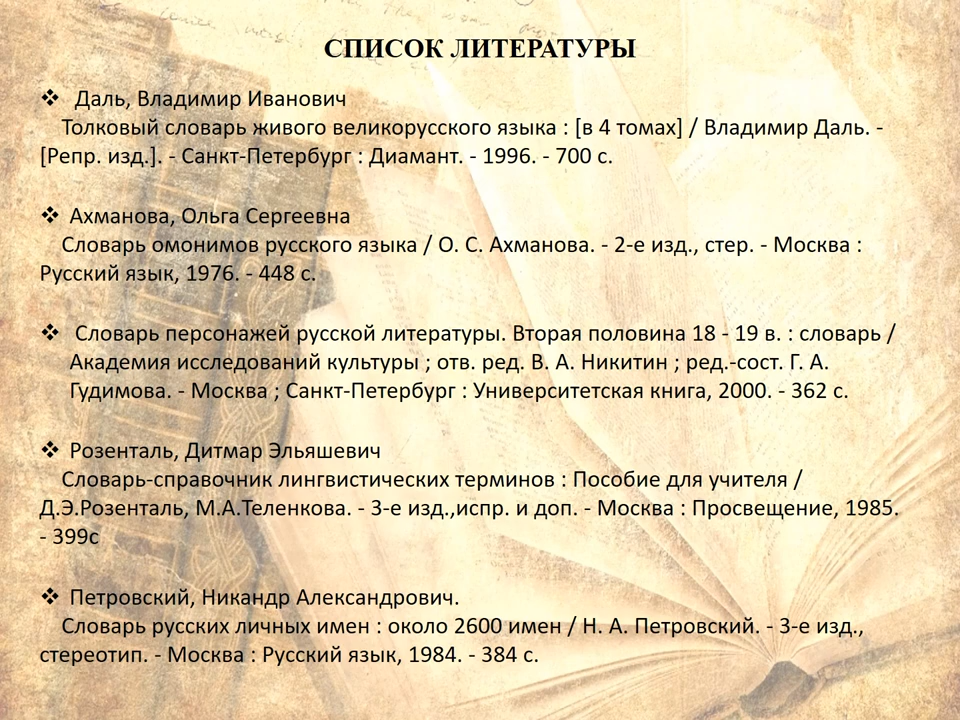 СПИСОК ЛИТЕРАТУРЫ
❖ Даль, Владимир Иванович
Толковый словарь живого великорусского языка : [в 4 томах] / Владимир Даль. -
[Репр. изд.]. - Санкт-Петербург : Диамант. - 1996. - 700 с.
❖ Ахманова, Ольга Сергеевна
Словарь омонимов русского языка / О. С. Ахманова. - 2-е изд., стер. - Москва :
Русский язык, 1976. - 448 с.
❖ Словарь персонажей русской литературы. Вторая половина 18 - 19 в. : словарь /
Академия исследований культуры ; отв. ред. В. А. Никитин ; ред.-сост. Г. А.
Гудимова. - Москва ; Санкт-Петербург : Университетская книга, 2000. - 362 с.
❖ Розенталь, Дитмар Эльяшевич
Словарь-справочник лингвистических терминов : Пособие для учителя /
Д.Э.Розенталь, М.А.Теленкова. - 3-е изд.,испр. и доп. - Москва : Просвещение, 1985.
- 399с
❖ Петровский, Никандр Александрович.
Словарь русских личных имен : около 2600 имен / Н. А. Петровский. - 3-е изд.,
стереотип. - Москва : Русский язык, 1984. - 384 с.